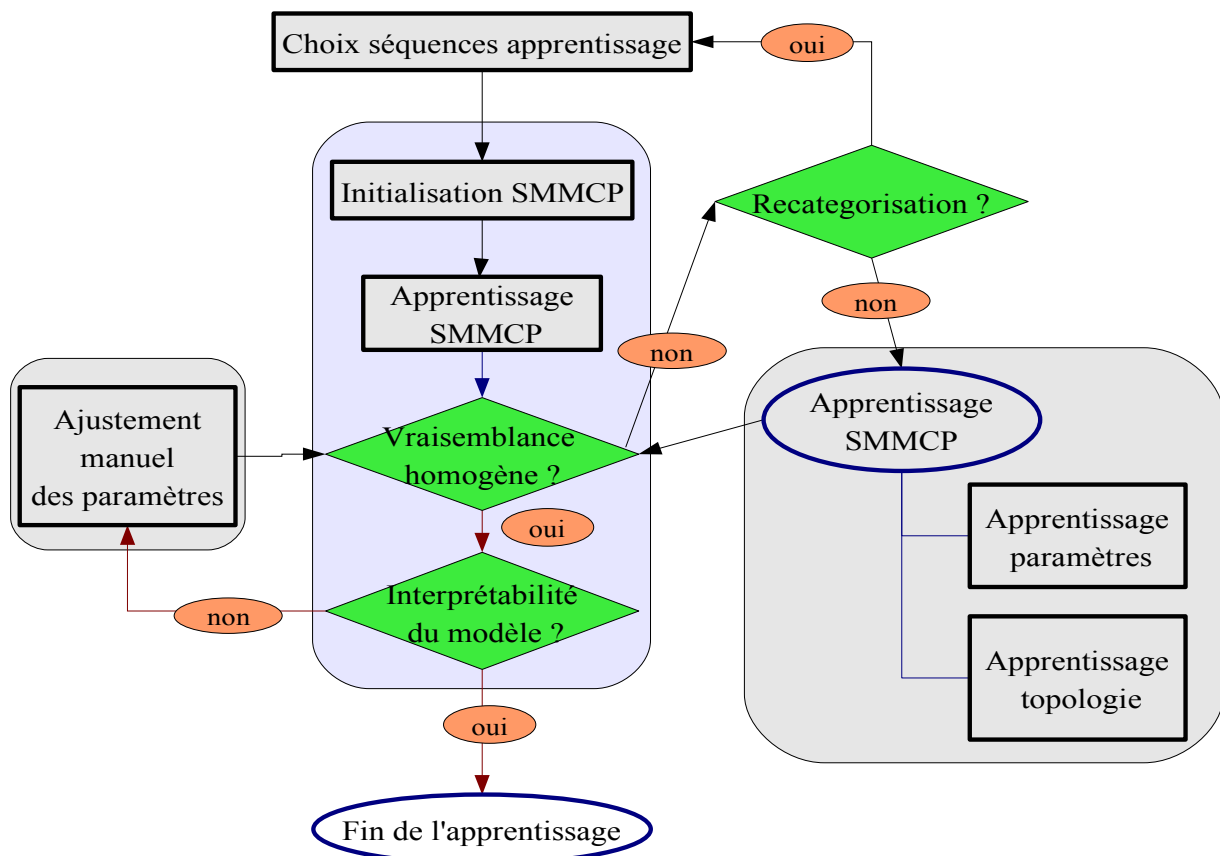 Choix séquences apprentissage
oui
Initialisation SMMCP
Recategorisation ?
Apprentissage
SMMCP
non
non
Ajustement
manuel
des paramètres
Vraisemblance
homogène ?
Apprentissage
SMMCP
oui
Apprentissage
paramètres
Interprétabilité
du modèle ?
non
Apprentissage
topologie
oui
Fin de l'apprentissage